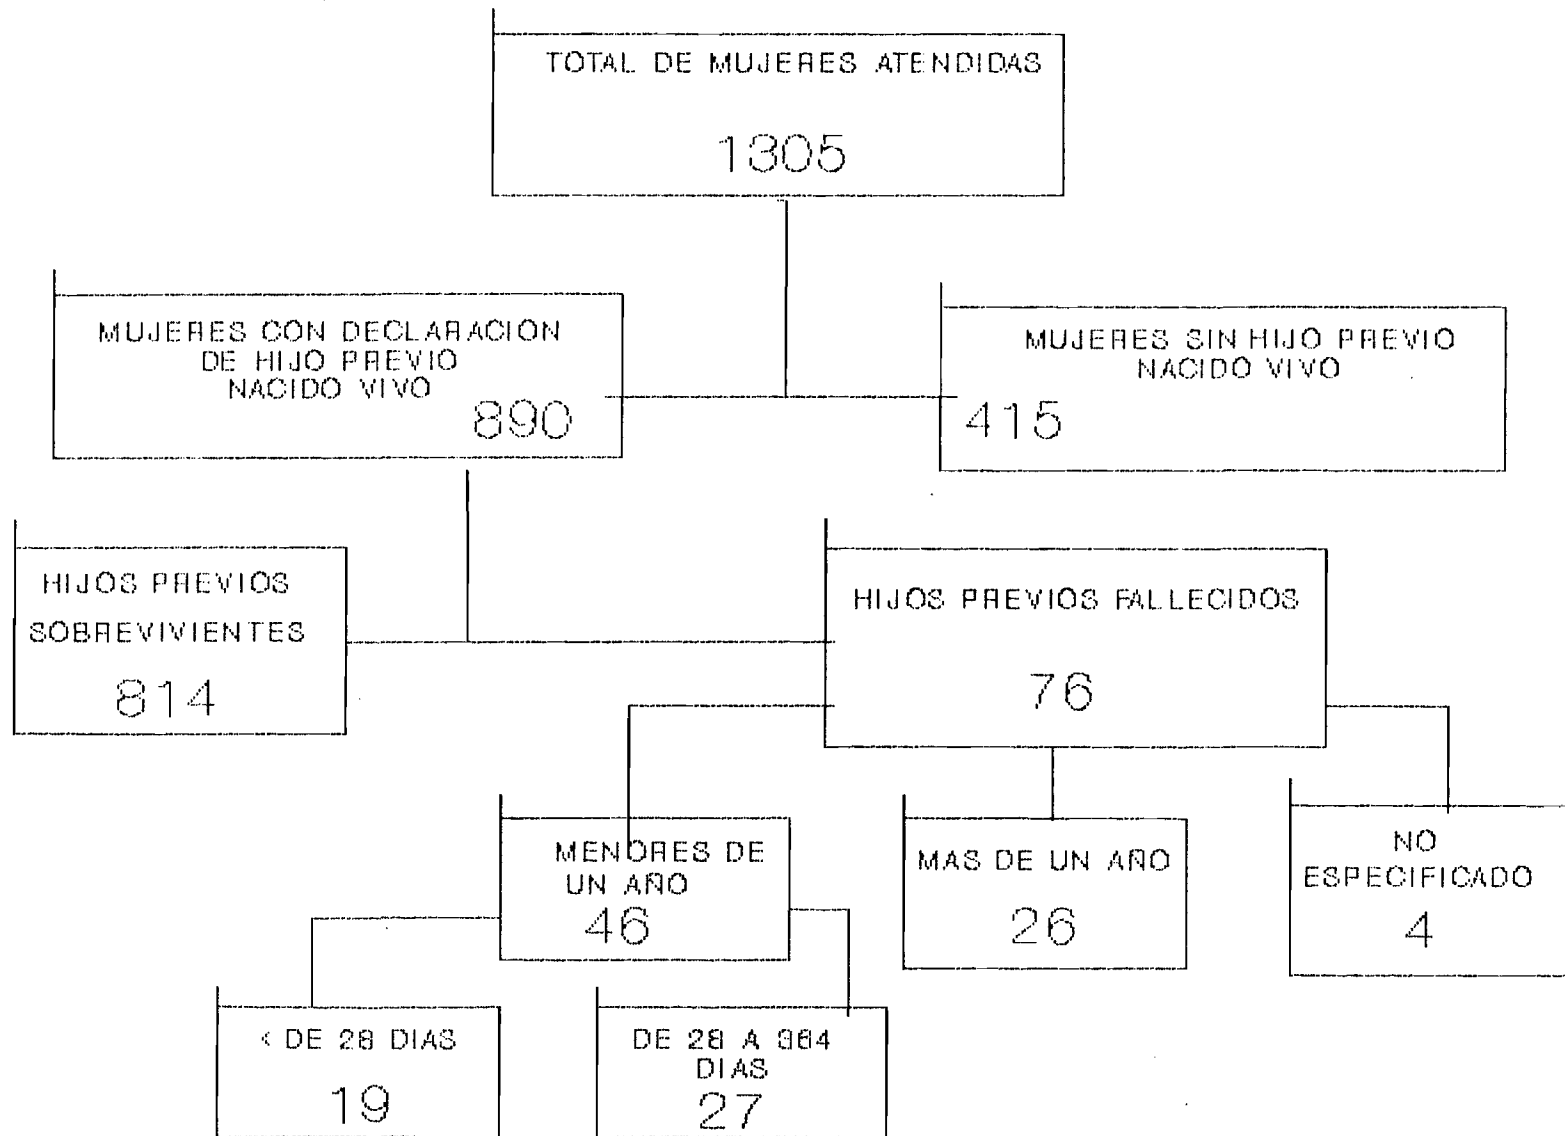 TOTAL DE MUJERES ATENDIDAS
1305
MUJERES CON DECLARACION
DE HIJO PREVIO
NACIDO VIVO
890
MUJERES SIN HIJO PREVIO
NACIDO VIVO
415
HIJOS PREVIOS
SOBREVIVIENTES
814
HIJOS PREVIOS FALLECIDOS
76
MENORES DE
UN AÑO
46
MAS DE UN AÑO
26
NO
ESPECIFICADO
4
< DE 28 DIAS
19
DE 28 A 364
DIAS
27